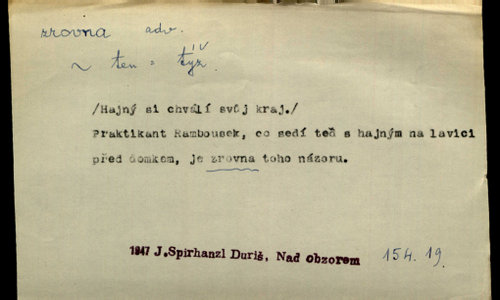 zrovna adv.
~ ten = týž IV
/Hajný si chválí svůj kraj./
Praktikant Rambousek, co sedí teď s hajným na lavici
před domkem, je zrovna toho názoru.
1947 J.Spirhanzl Duriš, Nad obzorem 154.19.